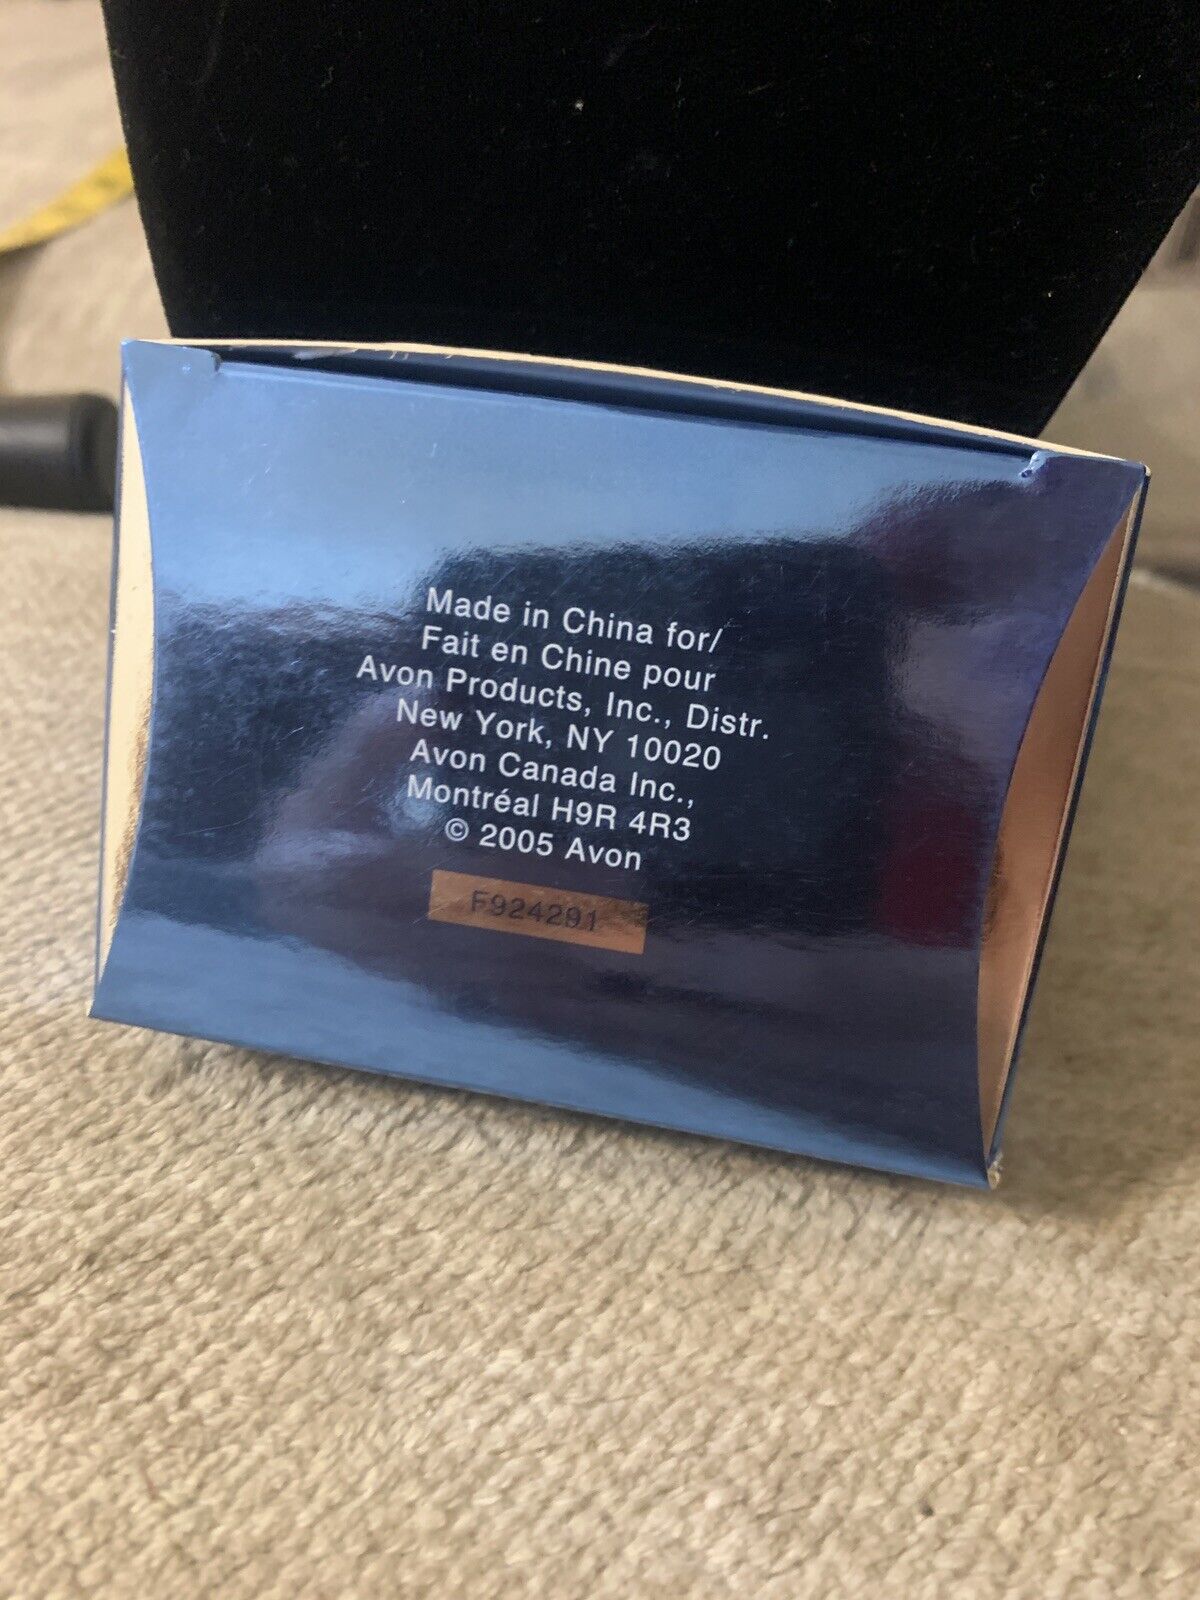 Made in China for/
Fait en Chine pour
Avon Products, Inc., Distr.
New York, NY 10020
Avon Canada Inc.,
Montréal H9R 4R3
© 2005 Avon
F924291